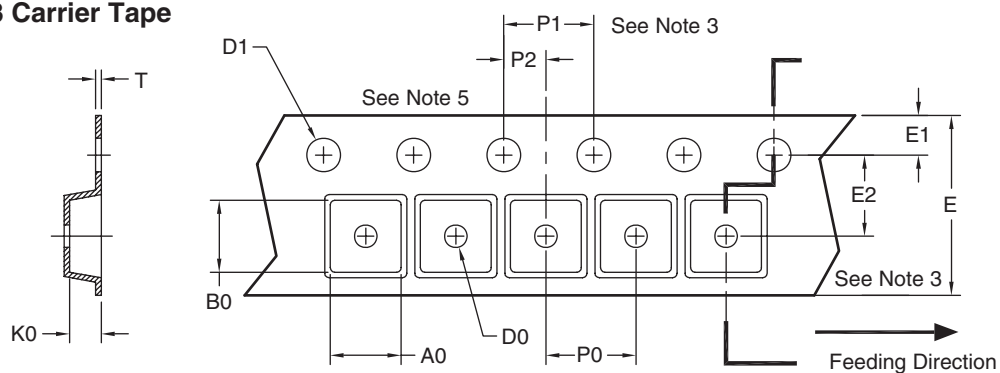 Carrier Tape
P1
See Note 3
D1
P2
T
See Note 5
E1
E2
E
B0
See Note 3
K0
D0
A0
P0
Feeding Direction